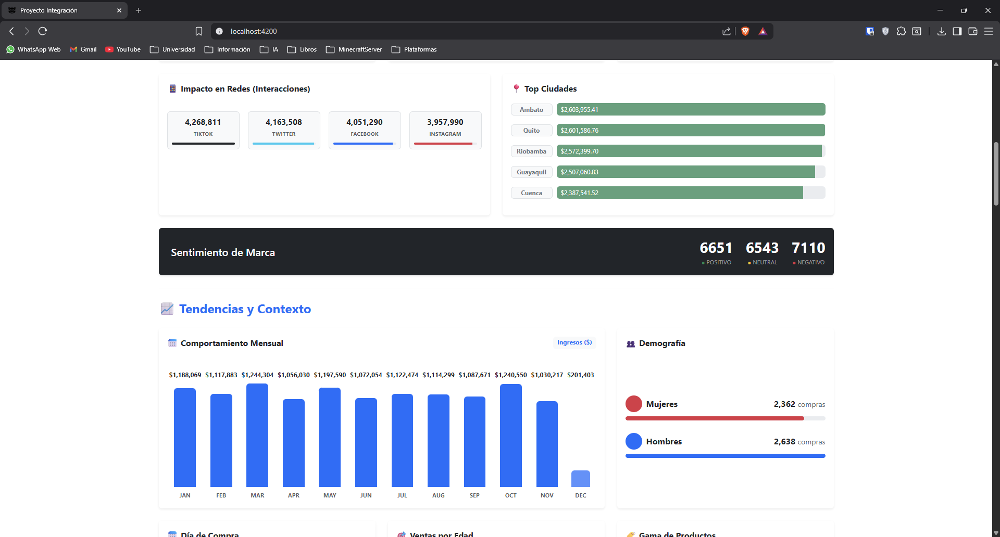 Proyecto Integración
localhost:4200
WhatsApp Web Gmail YouTube Universidad Información IA Libros MinecraftServer Plataformas
Impacto en Redes (Interacciones)
4,268,811 4,163,508 4,051,290 3,957,990
TIKTOK TWITTER FACEBOOK INSTAGRAM
Top Ciudades
Ambato $2,603,955.41
Quito $2,601,586.76
Riobamba $2,572,399.70
Guayaquil $2,507,060.83
Cuenca $2,387,541.52
Sentimiento de Marca
6651 6543 7110
POSITIVO NEUTRAL NEGATIVO
Tendencias y Contexto
Comportamiento Mensual Ingresos ($)
$1,188,069 $1,117,883 $1,244,304 $1,056,030 $1,197,590 $1,072,054 $1,122,474 $1,114,299 $1,087,671 $1,240,550 $1,030,217 $201,403
JAN FEB MAR APR MAY JUN JUL AUG SEP OCT NOV DEC
Demografía
Mujeres 2,362 compras
Hombres 2,638 compras
Día de Compra Ventas por Edad Gama de Productos